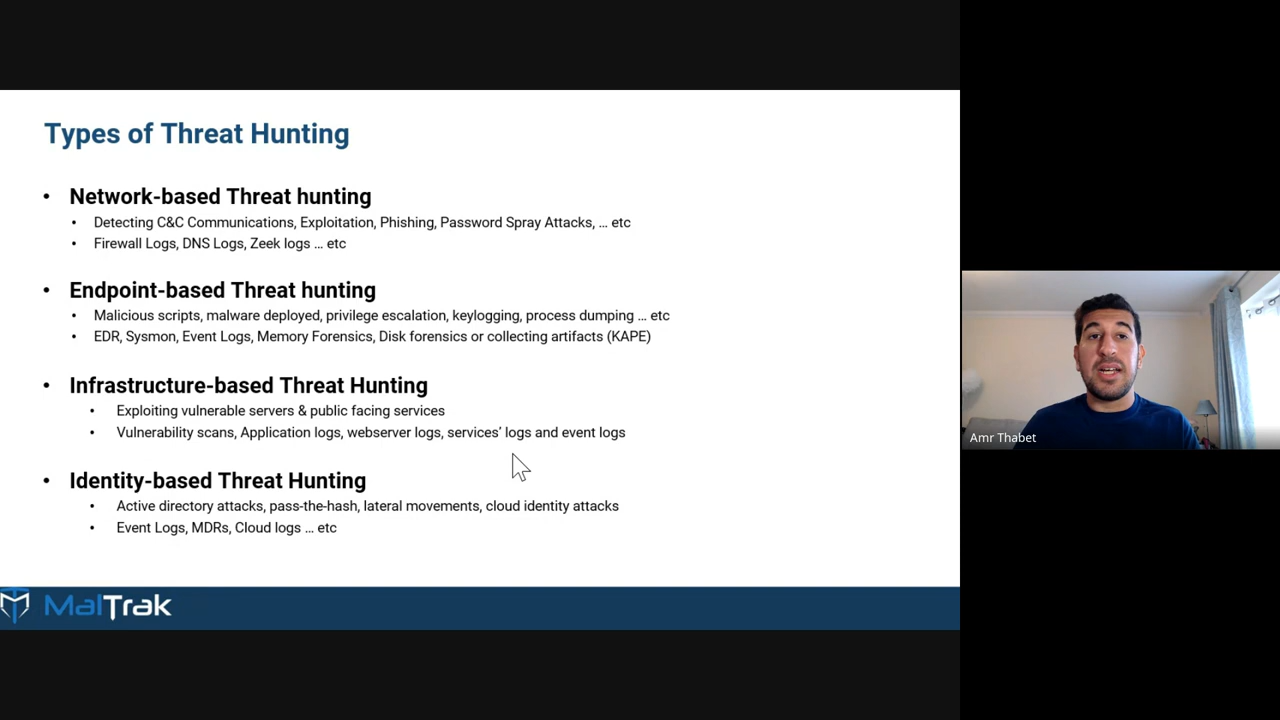 Types of Threat Hunting
• Network-based Threat hunting
• Detecting C&C Communications, Exploitation, Phishing, Password Spray Attacks, ... etc
• Firewall Logs, DNS Logs, Zeek logs ... etc
• Endpoint-based Threat hunting
• Malicious scripts, malware deployed, privilege escalation, keylogging, process dumping ... etc
• EDR, Sysmon, Event Logs, Memory Forensics, Disk forensics or collecting artifacts (KAPE)
• Infrastructure-based Threat Hunting
• Exploiting vulnerable servers & public facing services
• Vulnerability scans, Application logs, webserver logs, services’ logs and event logs
• Identity-based Threat Hunting
• Active directory attacks, pass-the-hash, lateral movements, cloud identity attacks
• Event Logs, MDRs, Cloud logs ... etc
MalTrak
Amr Thabet